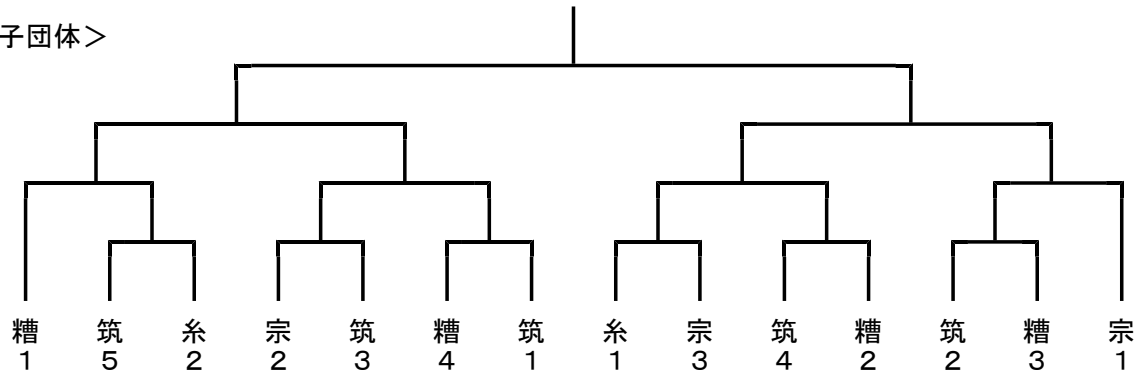 子団体＞
糟 筑 糸 宗 筑 糟 筑 糸 宗 筑 糟 筑 糟 宗
１ ５ ２ ２ ３ ４ １ １ ３ ４ ２ ２ ３ １